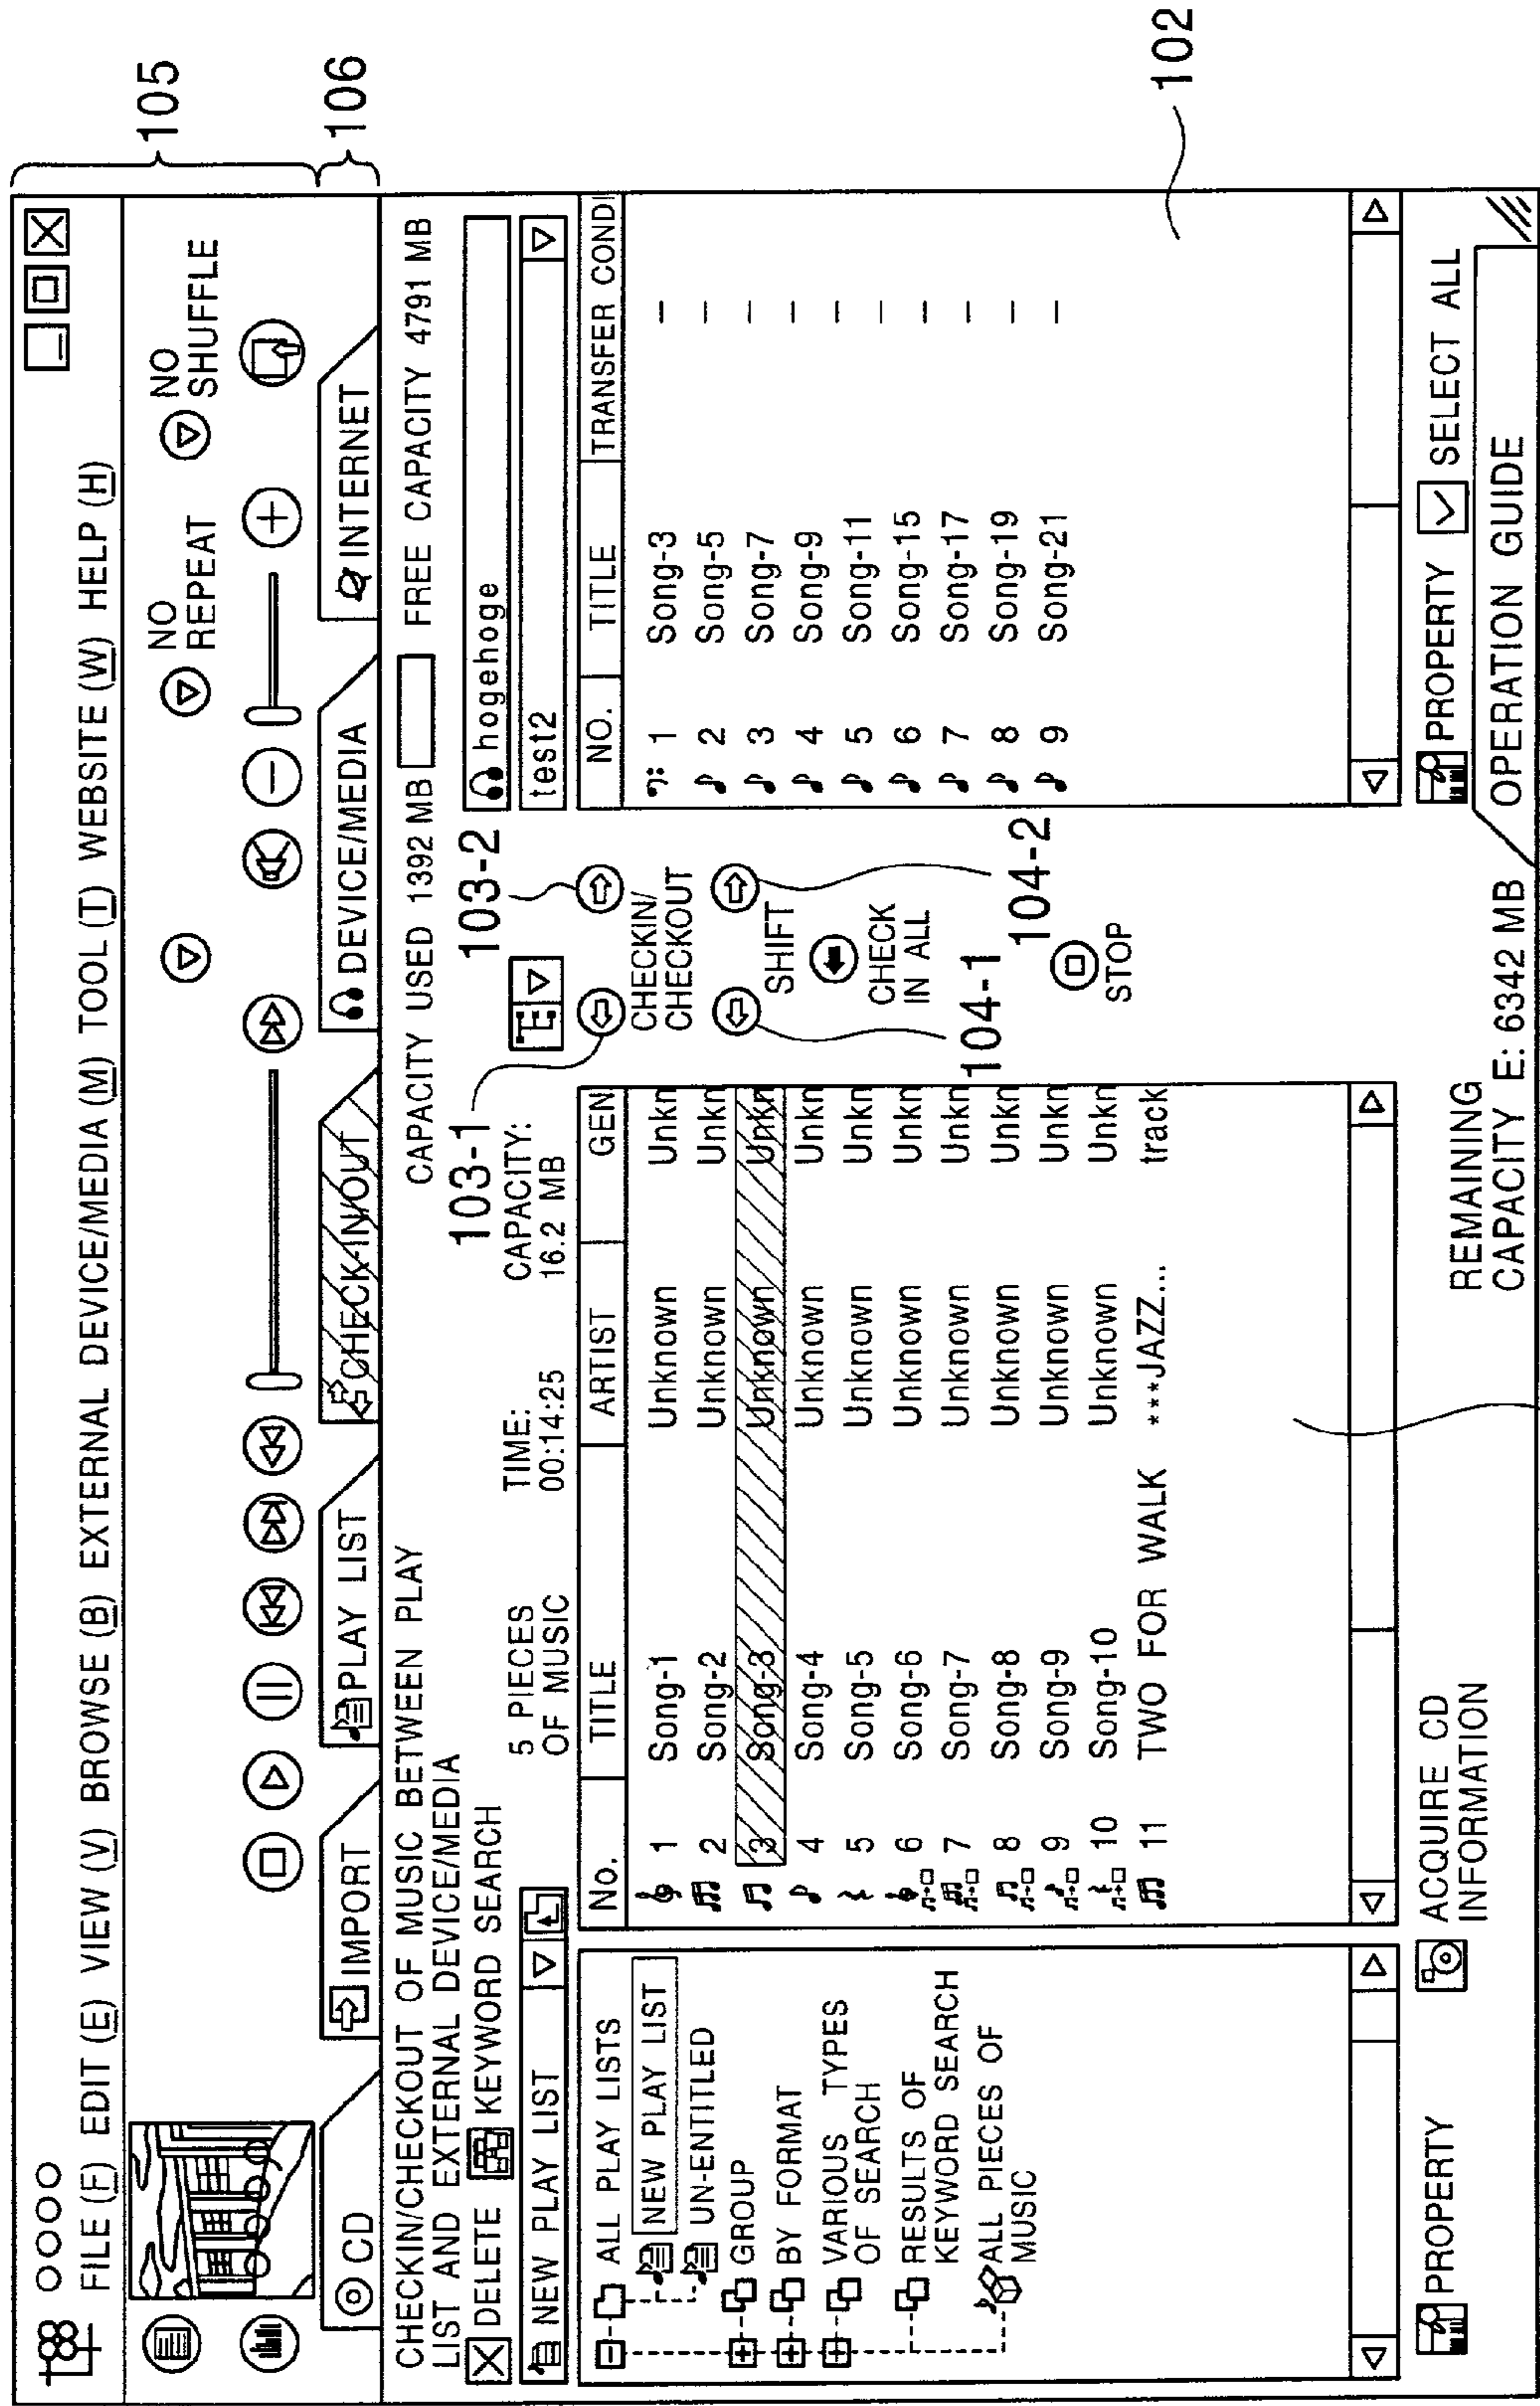 ○○○○
FILE (F) EDIT (E) VIEW (V) BROWSE (B) EXTERNAL DEVICE/MEDIA (M) TOOL (T) WEBSITE (W) HELP (H)
105
NO REPEAT
NO SHUFFLE
106
CD
IMPORT
PLAY LIST
CHECK-IN/OUT
DEVICE/MEDIA
INTERNET
CHECKIN/CHECKOUT OF MUSIC BETWEEN PLAY
LIST AND EXTERNAL DEVICE/MEDIA
CAPACITY USED 1392 MB
FREE CAPACITY 4791 MB
DELETE
KEYWORD SEARCH
103-1
103-2
hogehoge
NEW PLAY LIST
5 PIECES
OF MUSIC
TIME:
00:14:25
CAPACITY:
16.2 MB
test2
ALL PLAY LISTS
NEW PLAY LIST
UN-ENTITLED
GROUP
BY FORMAT
VARIOUS TYPES
OF SEARCH
RESULTS OF
KEYWORD SEARCH
ALL PIECES OF
MUSIC
No. TITLE ARTIST GEN
1 Song-1 Unknown Unkn
2 Song-2 Unknown Unkn
3 Song-3 Unknown Unkn
4 Song-4 Unknown Unkn
5 Song-5 Unknown Unkn
6 Song-6 Unknown Unkn
7 Song-7 Unknown Unkn
8 Song-8 Unknown Unkn
9 Song-9 Unknown Unkn
10 Song-10 Unknown Unkn
11 TWO FOR WALK ***JAZZ... track
CHECKIN/
CHECKOUT
SHIFT
CHECK
IN ALL
104-1
104-2
STOP
NO. TITLE TRANSFER CONDI
1 Song-3 –
2 Song-5 –
3 Song-7 –
4 Song-9 –
5 Song-11 –
6 Song-15 –
7 Song-17 –
8 Song-19 –
9 Song-21 –
102
PROPERTY
ACQUIRE CD
INFORMATION
REMAINING
CAPACITY E: 6342 MB
PROPERTY
SELECT ALL
OPERATION GUIDE